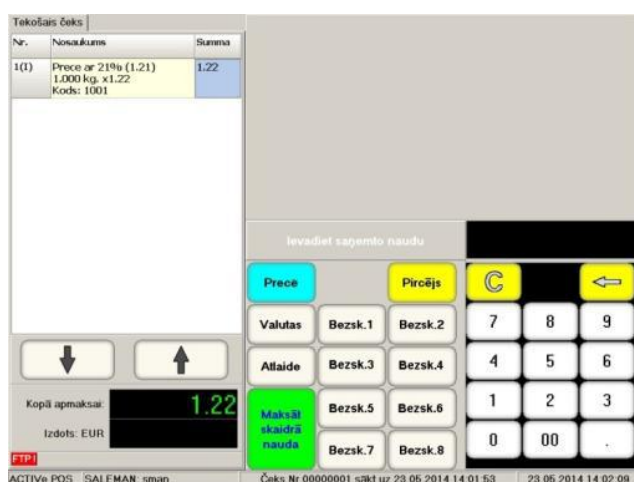 Tekošais čeks
Nr. Nosaukums Summa
1(1) Prece ar 21% (1.21) 1.22
1.000 kg. x1.22
Kods: 1001
Ievadiet saņemto naudu
Prece Pircējs C
Valutas Bezsk.1 Bezsk.2 7 8 9
Atlaide Bezsk.3 Bezsk.4 4 5 6
Maksāt skaidrā nauda Bezsk.5 Bezsk.6 1 2 3
Bezsk.7 Bezsk.8 0 00 .
Kopā apmaksai: 1.22
Izdots: EUR
FTP!
ACTIVe POS SALEMAN: sman Čeks Nr 00000001 sākt uz 23.05.2014 14:01:53 23.05.2014 14:02:09